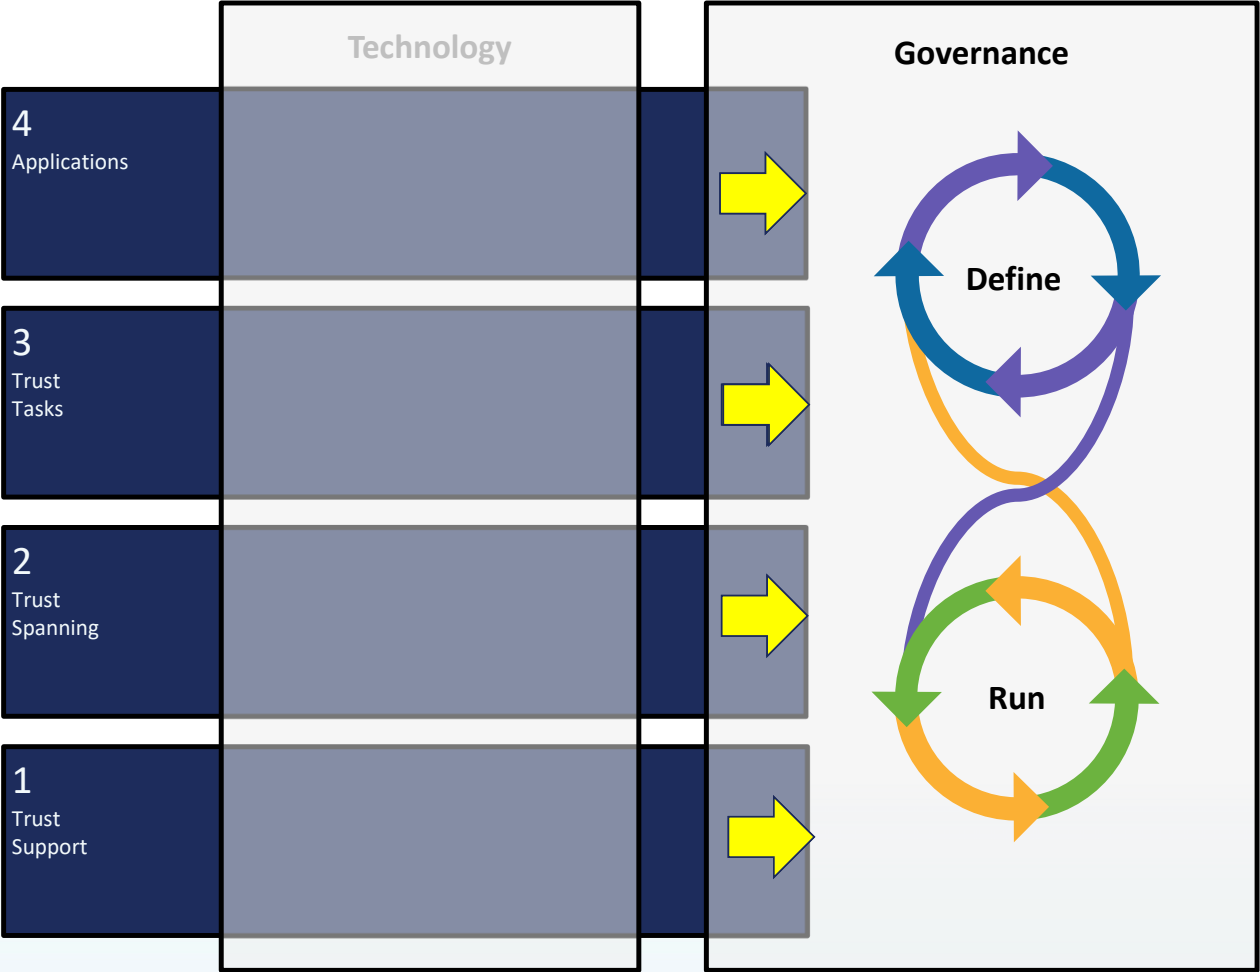 Technology
Governance
4
Applications
3
Trust
Tasks
2
Trust
Spanning
1
Trust
Support
Define
Run